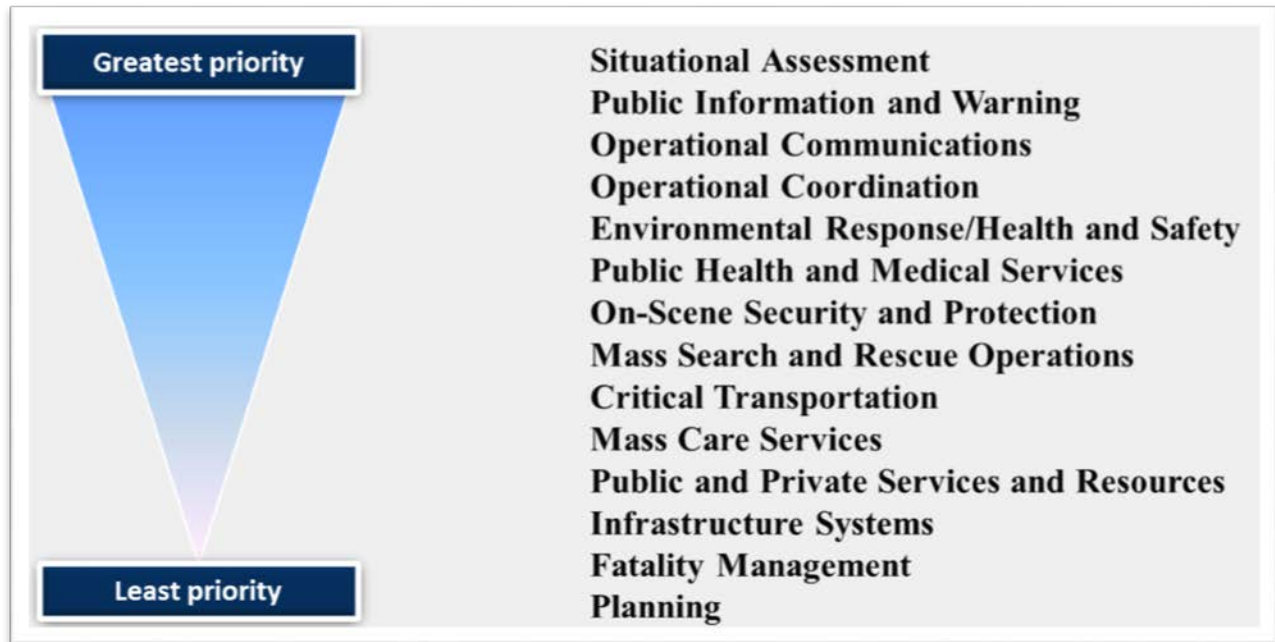 Greatest priority
Situational Assessment
Public Information and Warning
Operational Communications
Operational Coordination
Environmental Response/Health and Safety
Public Health and Medical Services
On-Scene Security and Protection
Mass Search and Rescue Operations
Critical Transportation
Mass Care Services
Public and Private Services and Resources
Infrastructure Systems
Fatality Management
Planning
Least priority